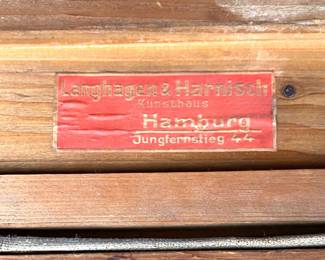 Langhagen & Harnisch
Kunsthaus
Hamburg
Jungfernstieg 44